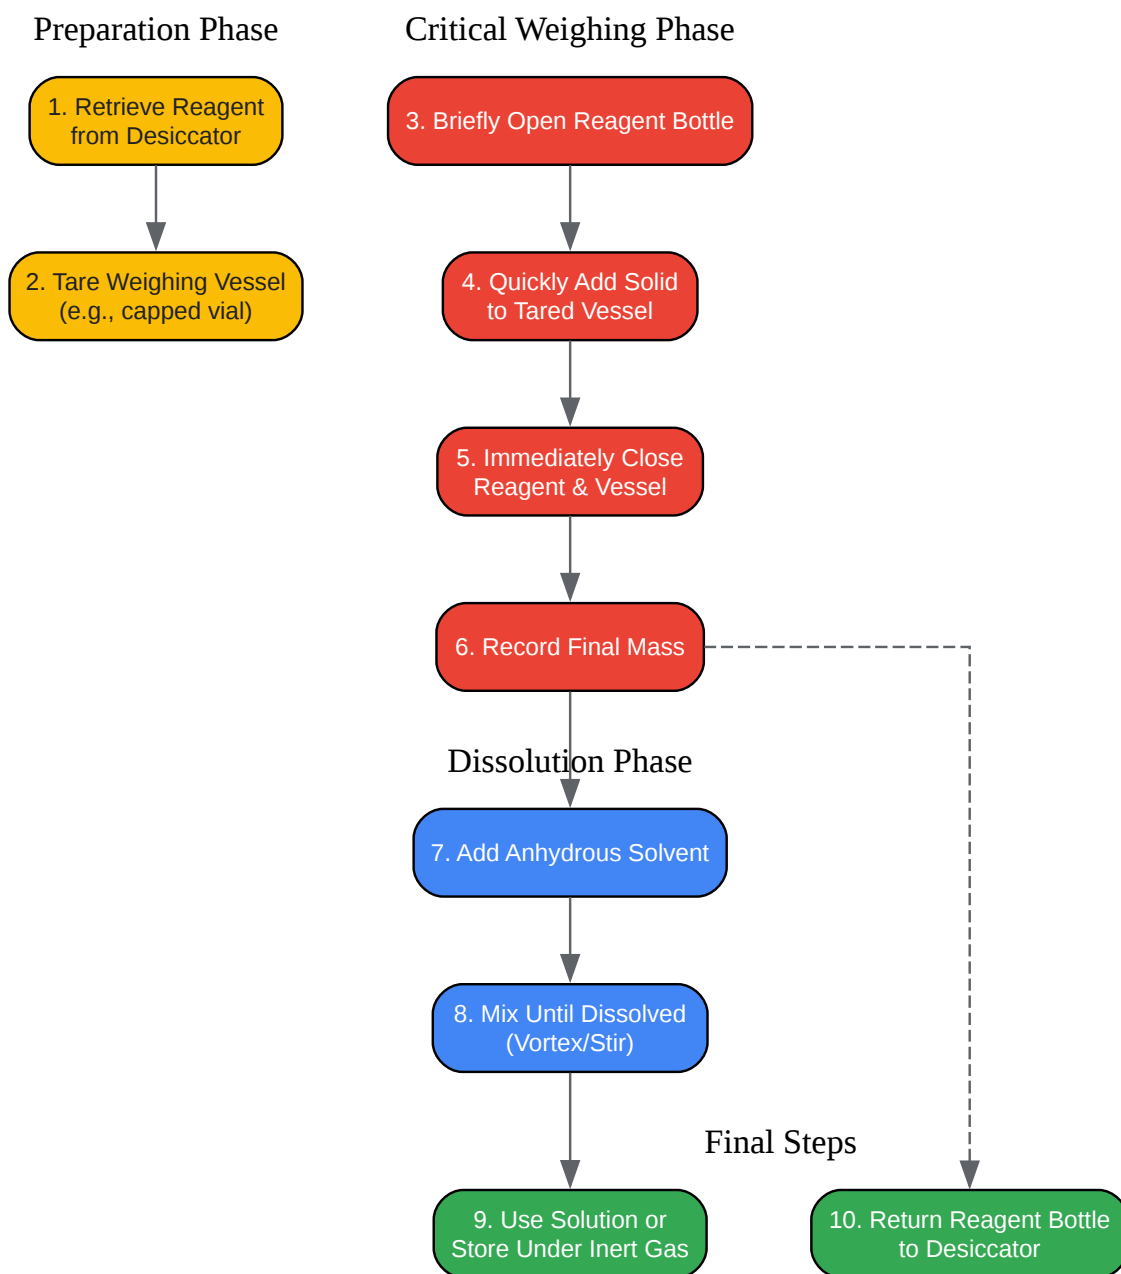 Preparation Phase
Critical Weighing Phase
1. Retrieve Reagent
from Desiccator
2. Tare Weighing Vessel
(e.g., capped vial)
3. Briefly Open Reagent Bottle
4. Quickly Add Solid
to Tared Vessel
5. Immediately Close
Reagent & Vessel
6. Record Final Mass
Dissolution Phase
7. Add Anhydrous Solvent
8. Mix Until Dissolved
(Vortex/Stir)
Final Steps
9. Use Solution or
Store Under Inert Gas
10. Return Reagent Bottle
to Desiccator